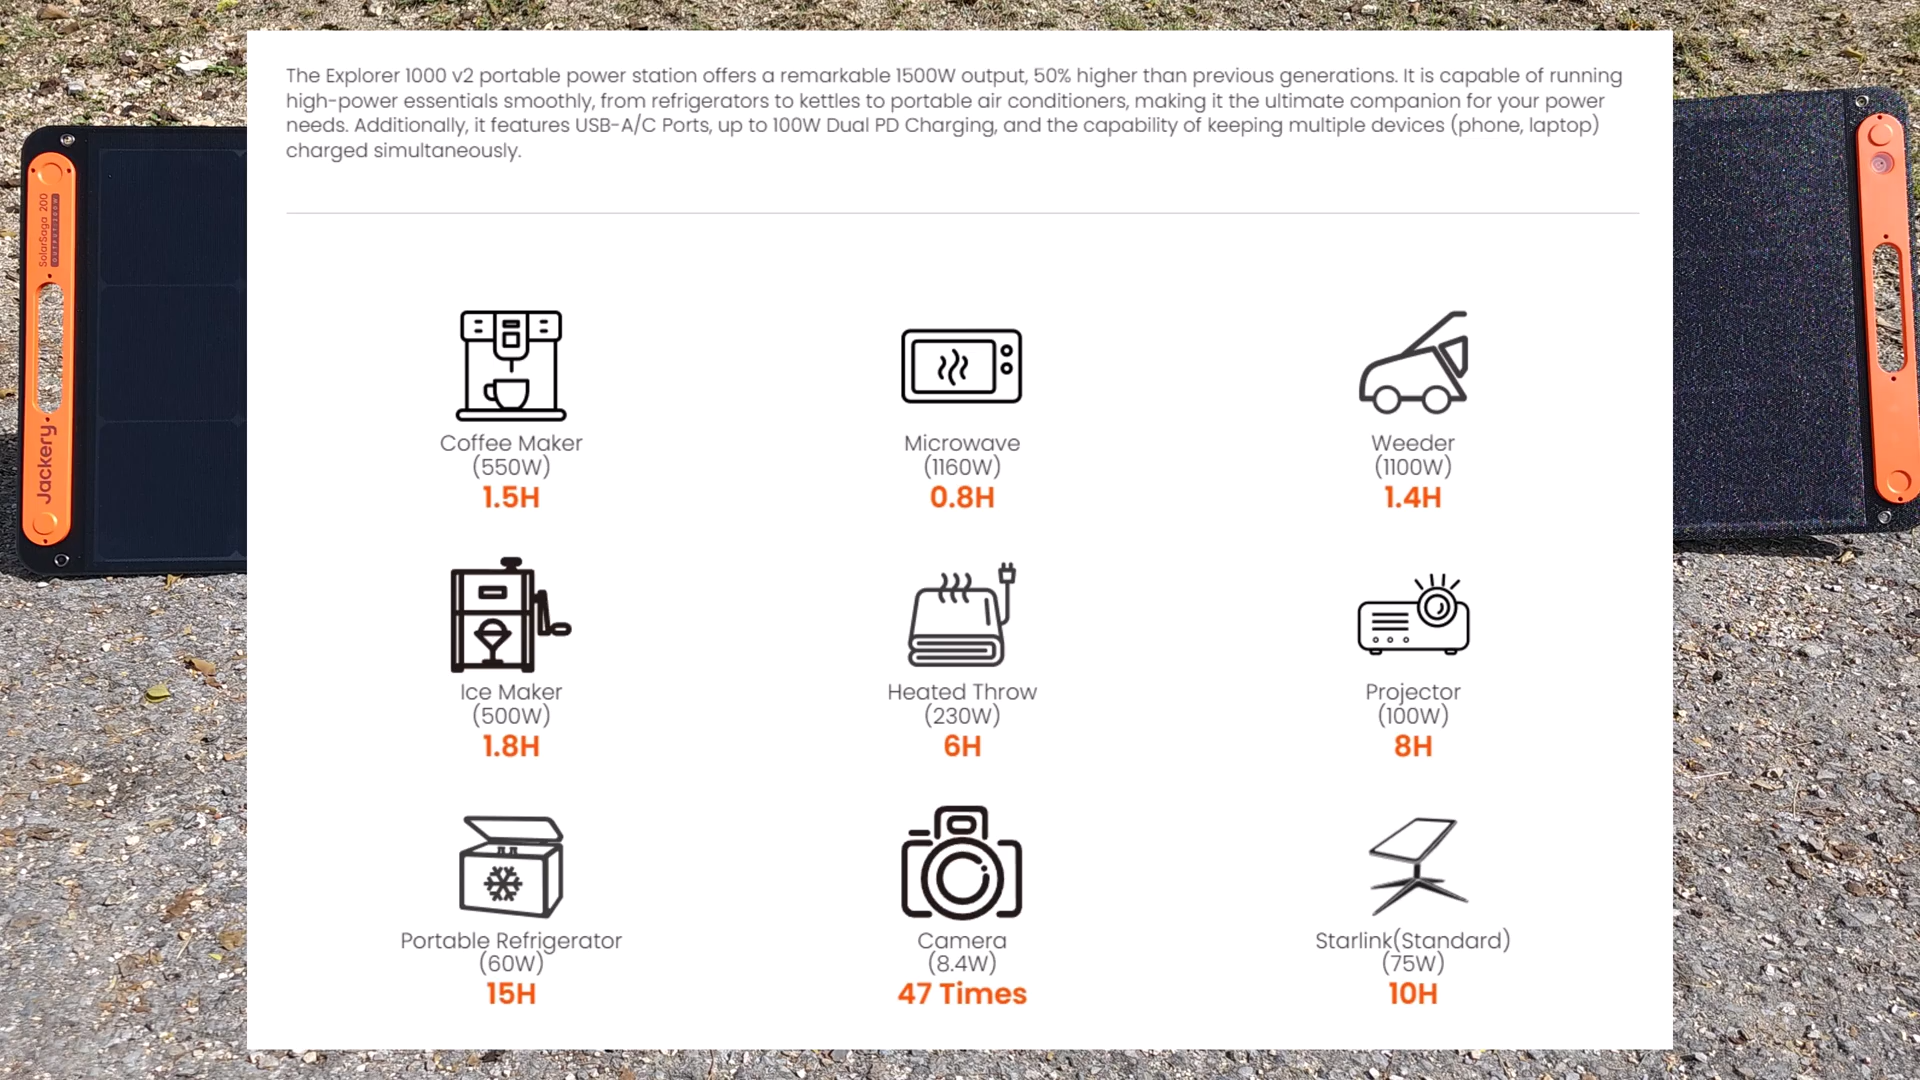 The Explorer 1000 v2 portable power station offers a remarkable 1500W output, 50% higher than previous generations. It is capable of running
high-power essentials smoothly, from refrigerators to kettles to portable air conditioners, making it the ultimate companion for your power
needs. Additionally, it features USB-A/C Ports, up to 100W Dual PD Charging, and the capability of keeping multiple devices (phone, laptop)
charged simultaneously.
SolarSaga 200
Jackery
Coffee Maker
(550W)
1.5H
Microwave
(1160W)
0.8H
Weeder
(1100W)
1.4H
Ice Maker
(500W)
1.8H
Heated Throw
(230W)
6H
Projector
(100W)
8H
Portable Refrigerator
(60W)
15H
Camera
(8.4W)
47 Times
Starlink(Standard)
(75W)
10H